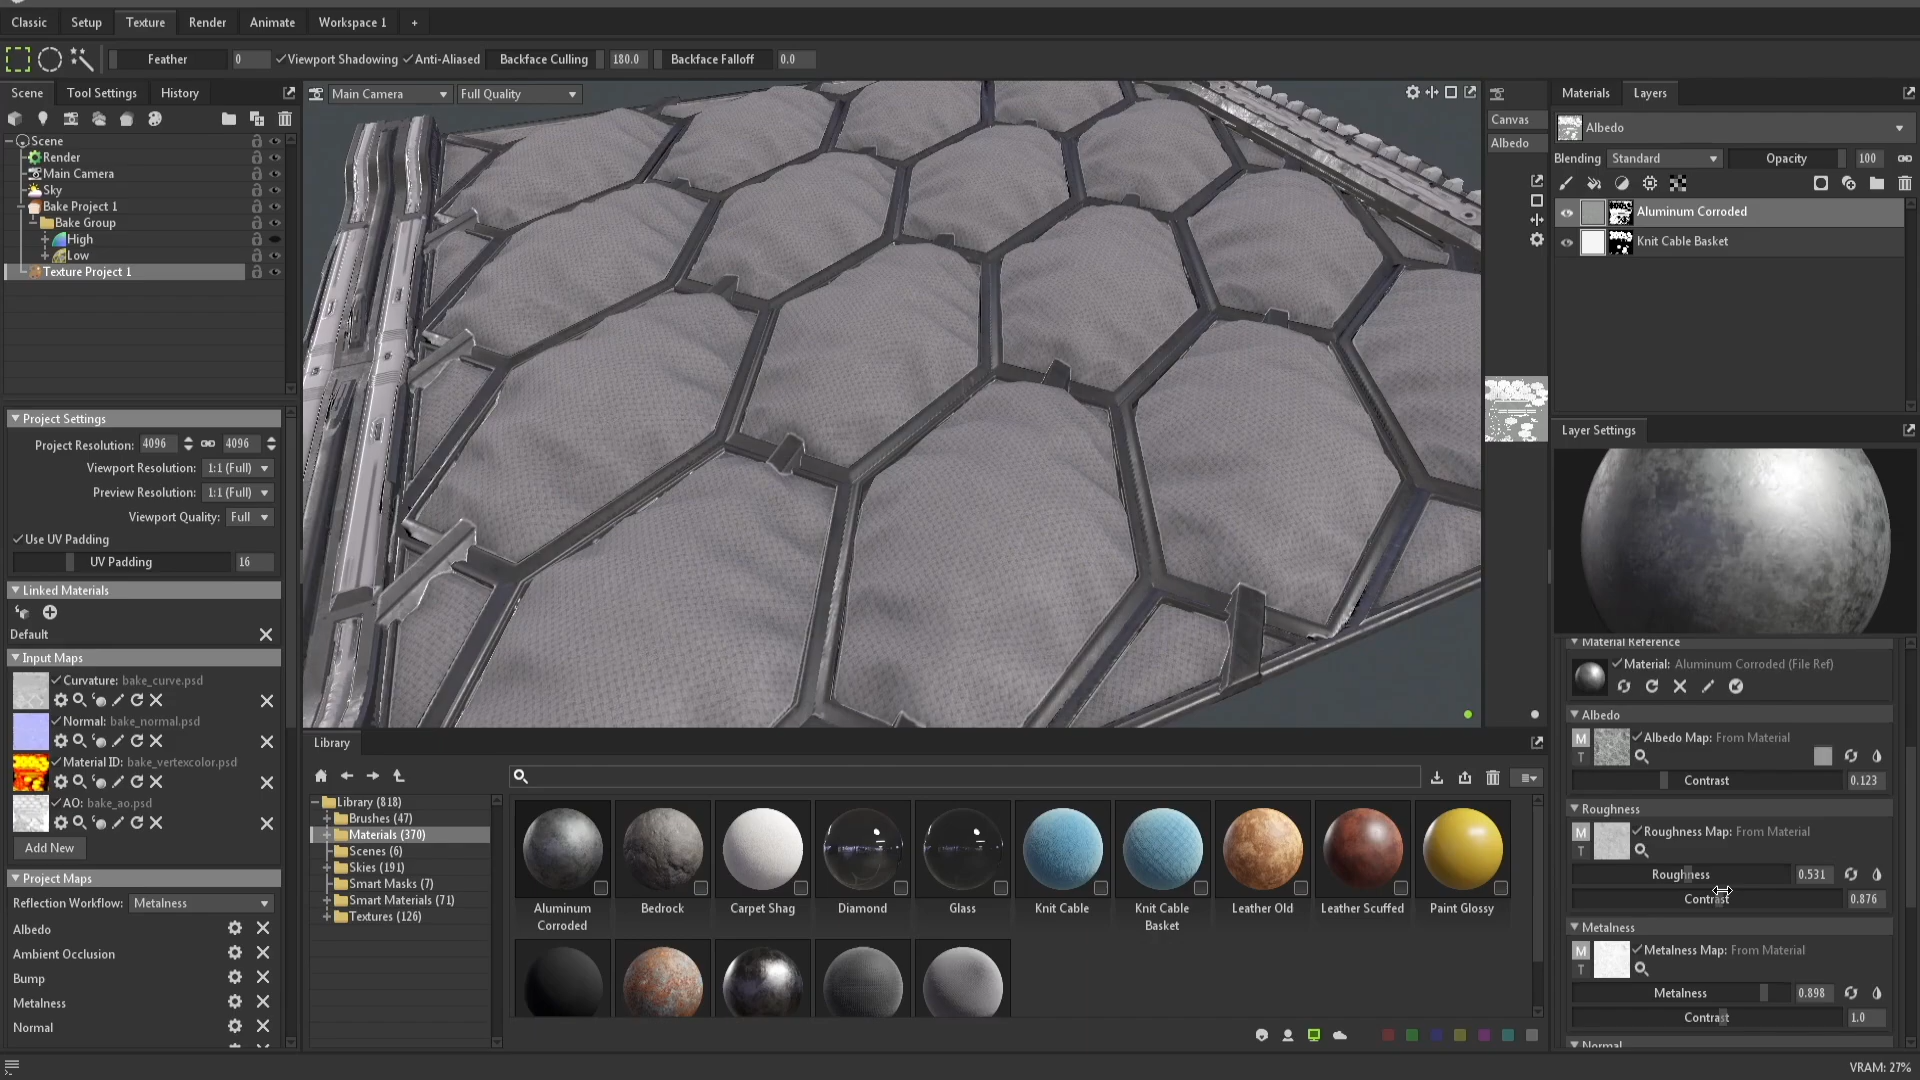 Classic Setup Texture Render Animate Workspace 1 +
Feather 0 Viewport Shadowing Anti-Aliased Backface Culling 180.0 Backface Falloff 0.0
Scene Tool Settings History
Scene
Render
Main Camera
Sky
Bake Project 1
Bake Group
High
Low
Texture Project 1
Project Settings
Project Resolution: 4096 4096
Viewport Resolution: 1:1 (Full)
Preview Resolution: 1:1 (Full)
Viewport Quality: Full
Use UV Padding
UV Padding 16
Linked Materials
Default
Input Maps
Curvature: bake_curve.psd
Normal: bake_normal.psd
Material ID: bake_vertexcolor.psd
AO: bake_ao.psd
Add New
Project Maps
Reflection Workflow: Metalness
Albedo
Ambient Occlusion
Bump
Metalness
Normal
Main Camera Full Quality
Canvas
Albedo
Library
Library (818)
Brushes (47)
Materials (370)
Scenes (6)
Skies (191)
Smart Masks (7)
Smart Materials (71)
Textures (126)
Aluminum Corroded
Bedrock
Carpet Shag
Diamond
Glass
Knit Cable
Knit Cable Basket
Leather Old
Leather Scuffed
Paint Glossy
Materials Layers
Albedo
Blending Standard Opacity 100
Aluminum Corroded
Knit Cable Basket
Layer Settings
Material Reference
Material: Aluminum Corroded (File Ref)
Albedo
M Albedo Map: From Material
T
Contrast 0.123
Roughness
M Roughness Map: From Material
T
Roughness 0.531
Contrast 0.876
Metalness
M Metalness Map: From Material
T
Metalness 0.898
Contrast 1.0
Normal
VRAM: 27%